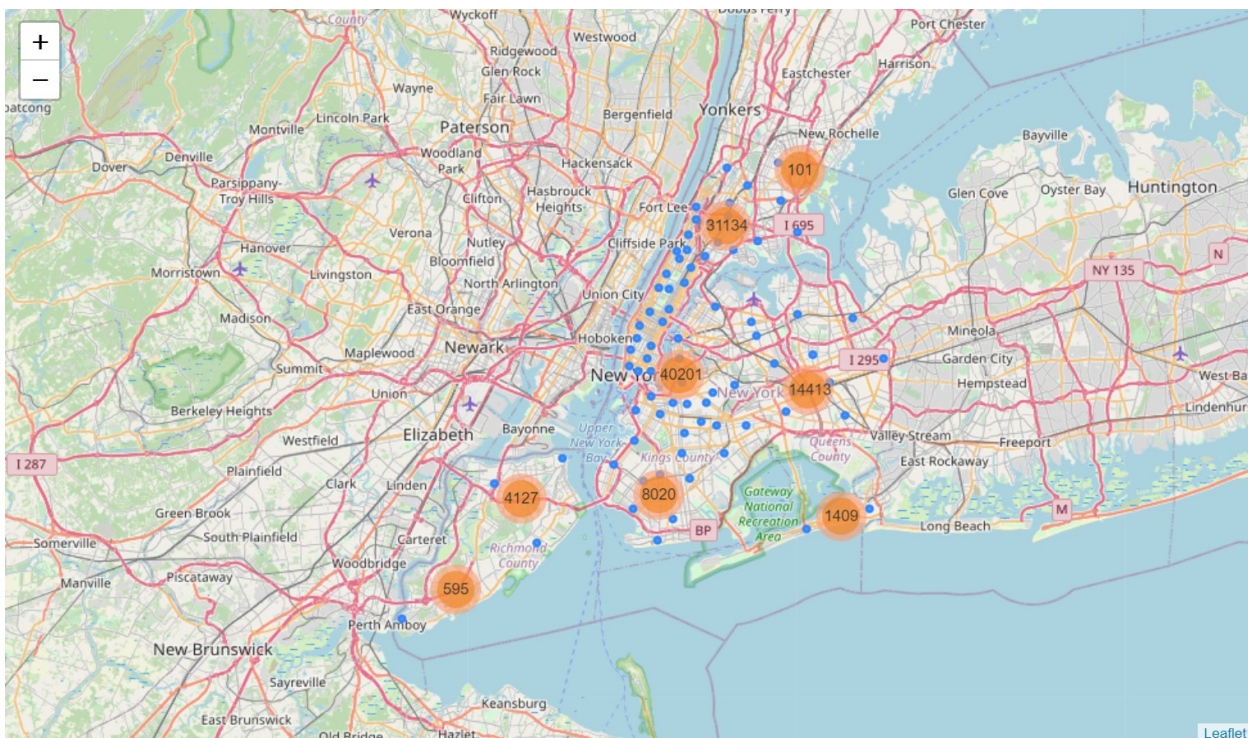 +
−
County
Wyckoff
Dobbs Ferry
Port Chester
Westwood
Ridgewood
Glen Rock
Harrison
Eastchester
Wayne
Fair Lawn
patcong
Lincoln Park
Bergenfield
Yonkers
Montville
Paterson
New Rochelle
Bayville
Denville
Dover
Woodland
Park
Hackensack
101
Parsippany-
Troy Hills
Clifton
Hasbrouck
Heights
Fort Lee
Glen Cove
Oyster Bay
Huntington
31134
I 695
Verona
Nutley
Cliffside Park
Hanover
Bloomfield
N
Morristown
Livingston
North Arlington
NY 135
Union City
East Orange
Madison
Hoboken
Mineola
Newark
Maplewood
I 295
Garden City
Summit
New York
40201
West Ba
Union
New York
14413
Hempstead
Berkeley Heights
Lindenhur
Elizabeth
Bayonne
Upper
New York
Bay
Westfield
Queens
County
Valley Stream
Freeport
I 287
Kings County
East Rockaway
Plainfield
Clark
Linden
4127
8020
Gateway
National
Recreation
Area
1409
M
Green Brook
Long Beach
BP
South Plainfield
Carteret
Somerville
Richmond
County
Woodbridge
Manville
Piscataway
595
Perth Amboy
New Brunswick
Sayreville
Keansburg
East Brunswick
Old Bridge
Hazlet
Leaflet